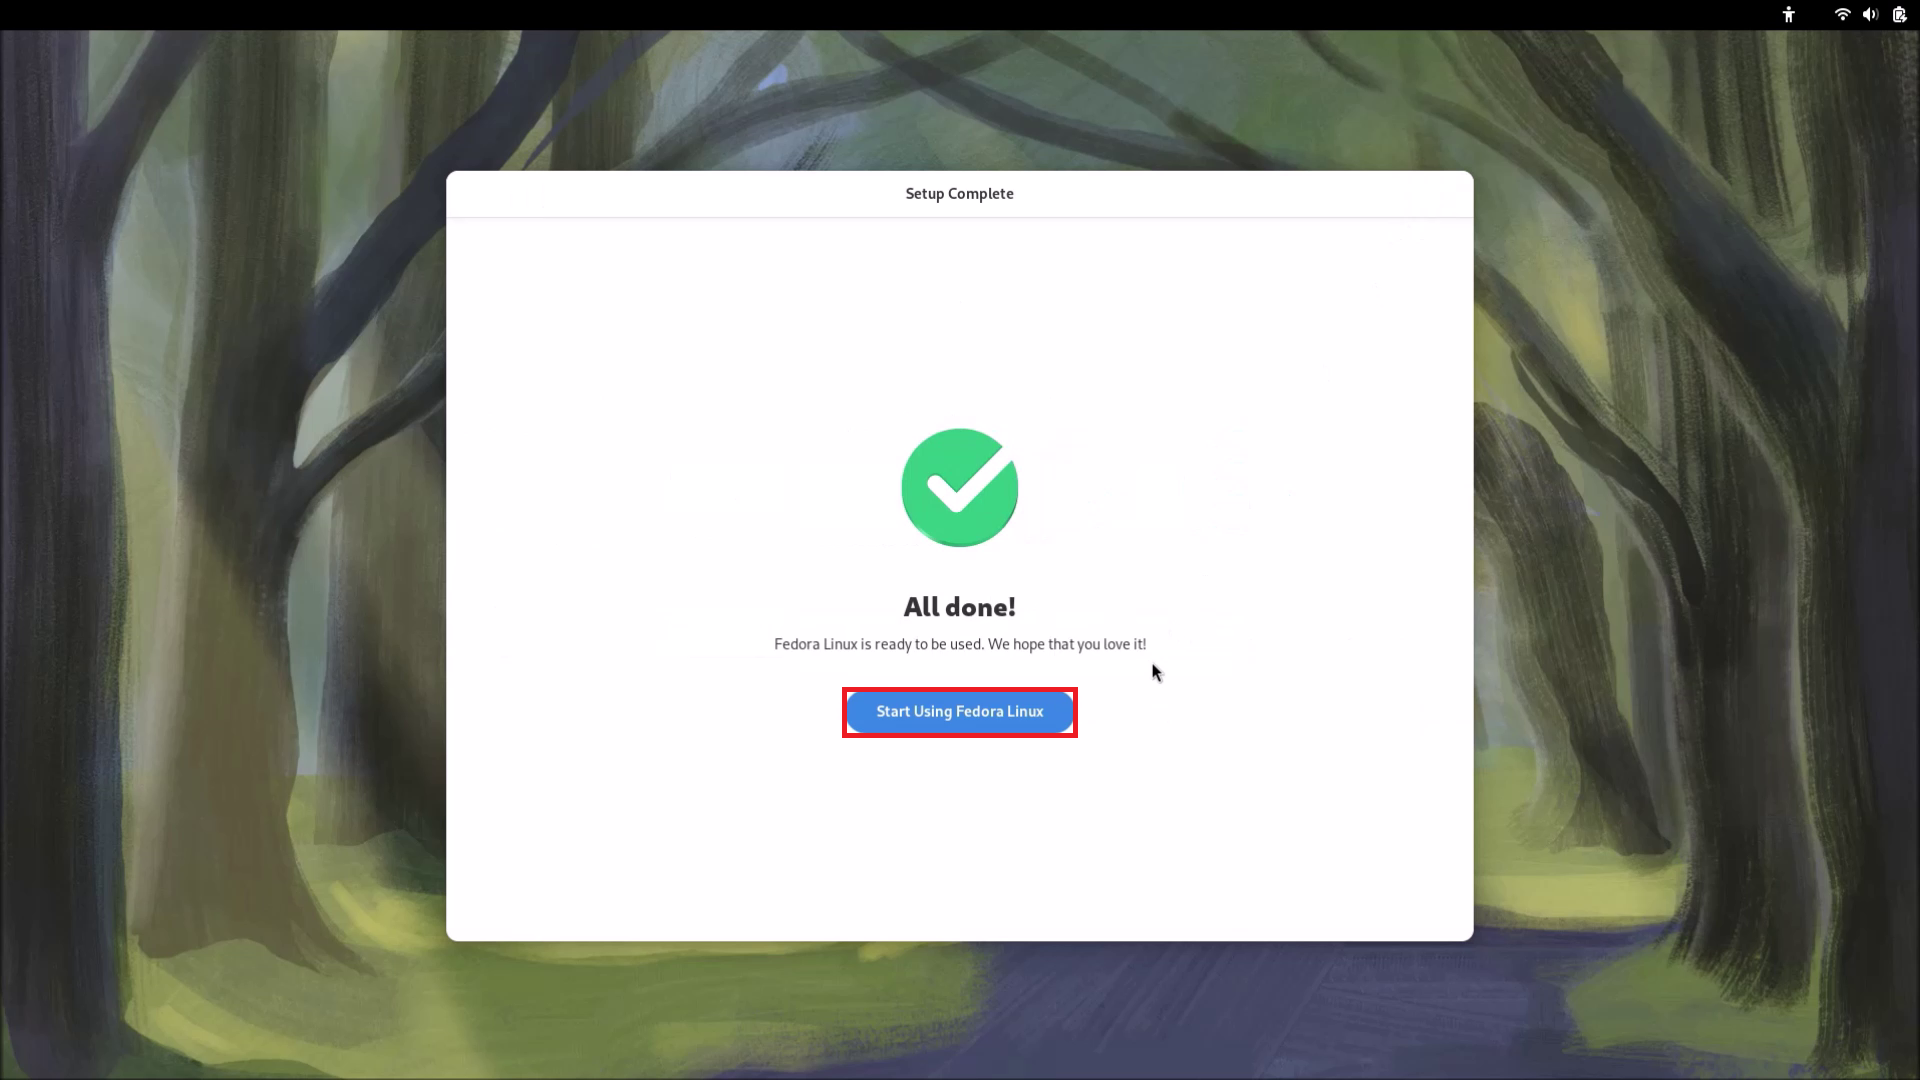 Setup Complete
All done!
Fedora Linux is ready to be used. We hope that you love it!
Start Using Fedora Linux